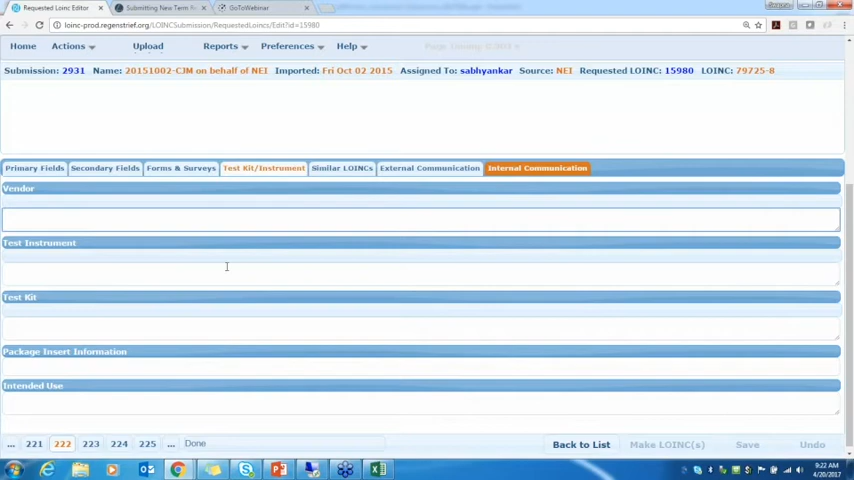 Requested Loinc Editor
Submitting New Term R
GoToWebinar
loinc-prod.regenstrief.org/LOINCSubmission/RequestedLoincs/Edit?id=15980
Home Actions Upload Reports Preferences Help
Submission: 2931 Name: 20151002-CJM on behalf of NEI Imported: Fri Oct 02 2015 Assigned To: sabhyankar Source: NEI Requested LOINC: 15980 LOINC: 79725-8
Primary Fields Secondary Fields Forms & Surveys Test Kit/Instrument Similar LOINCs External Communication Internal Communication
Vendor
Test Instrument
Test Kit
Package Insert Information
Intended Use
... 221 222 223 224 225 ... Done Back to List Make LOINC(s) Save Undo
9:22 AM
4/20/2017